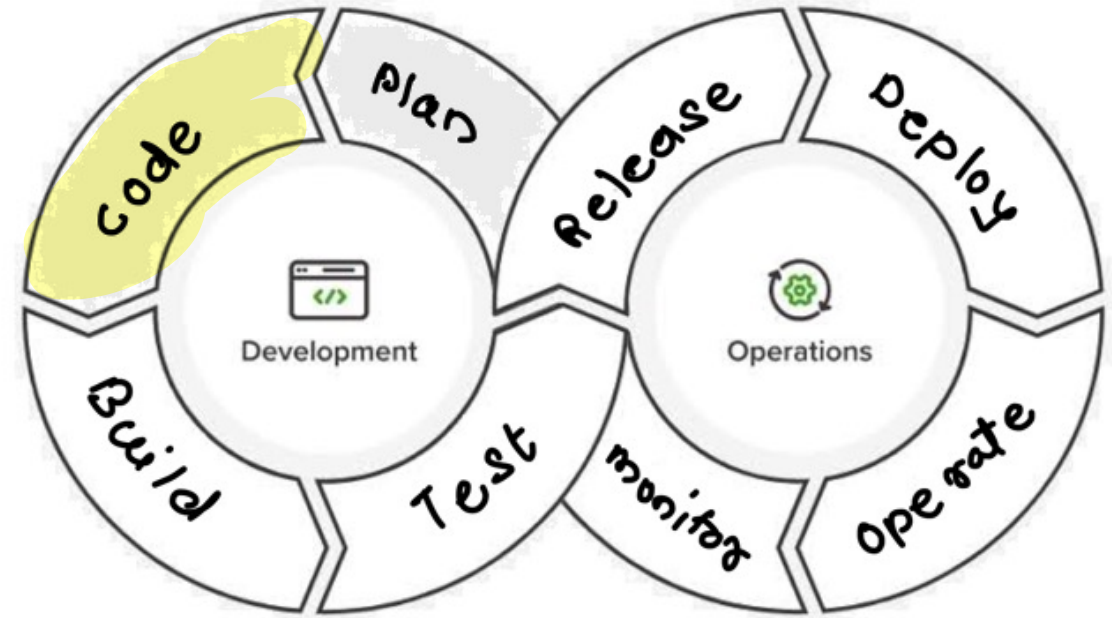 Plan
Code
Build
Test
Release
Deploy
Operate
Monitor
</> 
Development
Operations